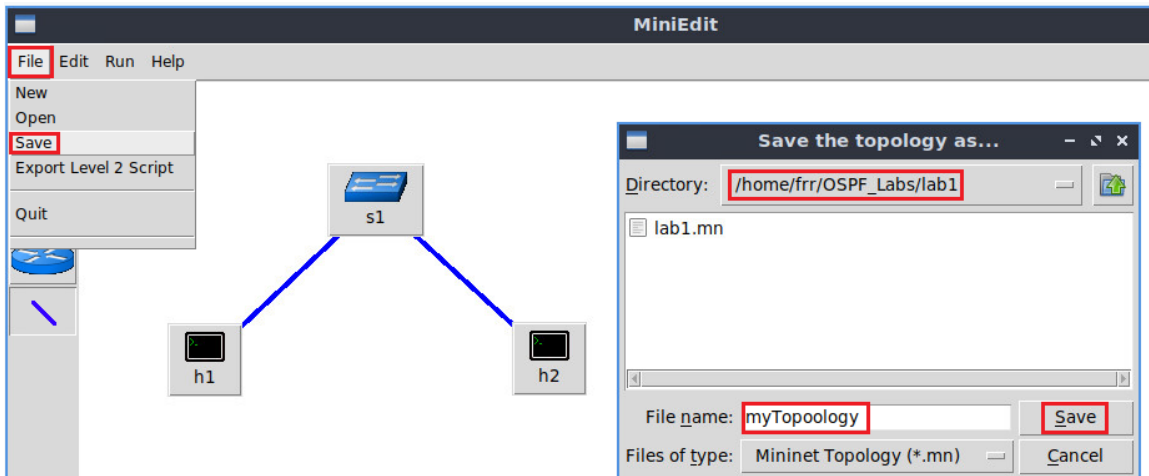 MiniEdit
File Edit Run Help
New
Open
Save
Export Level 2 Script
Quit
s1
h1
h2
Save the topology as...
Directory: /home/frr/OSPF_Labs/lab1
lab1.mn
File name: myTopoology Save
Files of type: Mininet Topology (*.mn) Cancel